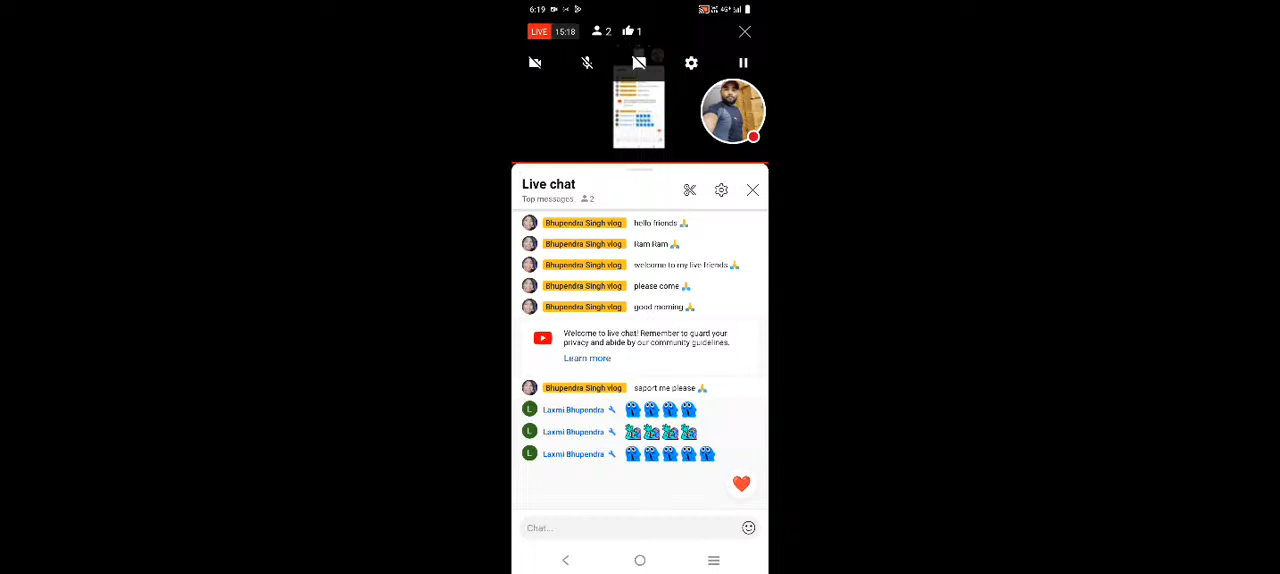 6:19
4G+
LIVE 15:18 2 1
Live chat
Top messages 2
Bhupendra Singh vlog hello friends 🙏
Bhupendra Singh vlog Ram Ram 🙏
Bhupendra Singh vlog welcome to my live friends 🙏
Bhupendra Singh vlog please come 🙏
Bhupendra Singh vlog good morning 🙏
Welcome to live chat! Remember to guard your
privacy and abide by our community guidelines.
Learn more
Bhupendra Singh vlog saport me please 🙏
L Laxmi Bhupendra
L Laxmi Bhupendra
L Laxmi Bhupendra
Chat...